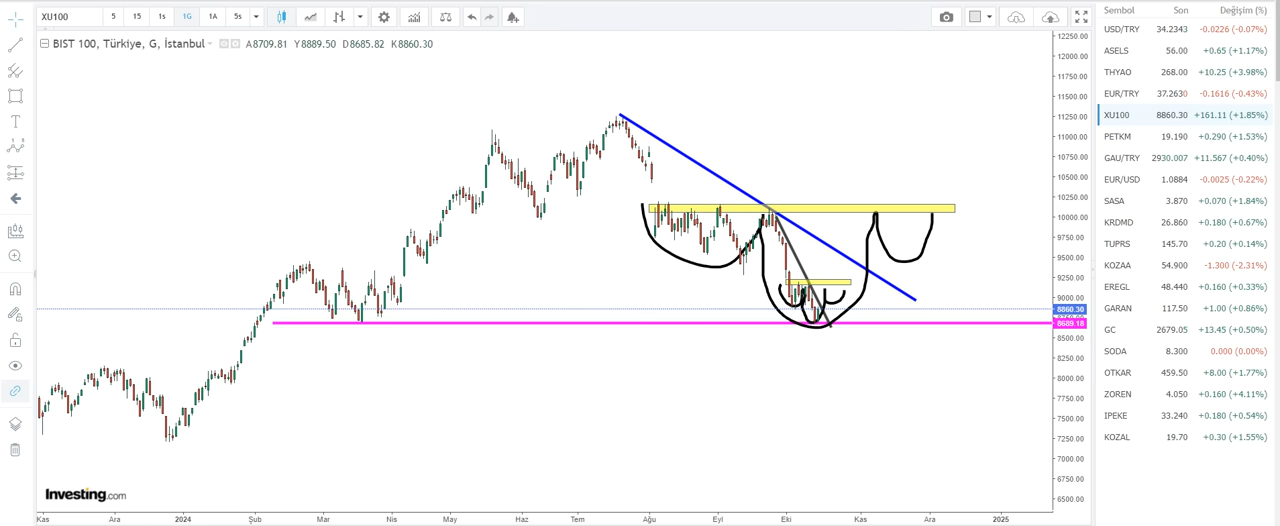 XU100 5 15 1s 1G 1A 5s
BIST 100, Türkiye, G, İstanbul A8709.81 Y8889.50 D8685.82 K8860.30
12250.00
12000.00
11750.00
11500.00
11250.00
11000.00
10750.00
10500.00
10250.00
10000.00
9750.00
9500.00
9250.00
9000.00
8860.30
8689.18
8500.00
8250.00
8000.00
7750.00
7500.00
7250.00
7000.00
6750.00
6500.00
Kas Ara 2024 Şub Mar Nis May Haz Tem Ağu Eyl Eki Kas Ara 2025
Investing.com
Sembol Son Değişim (%)
USD/TRY 34.2343 -0.0226 (-0.07%)
ASELS 56.00 +0.65 (+1.17%)
THYAO 268.00 +10.25 (+3.98%)
EUR/TRY 37.2630 -0.1616 (-0.43%)
XU100 8860.30 +161.11 (+1.85%)
PETKM 19.190 +0.290 (+1.53%)
GAU/TRY 2930.007 +11.567 (+0.40%)
EUR/USD 1.0884 -0.0025 (-0.22%)
SASA 3.870 +0.070 (+1.84%)
KRDMD 26.860 +0.180 (+0.67%)
TUPRS 145.70 +0.20 (+0.14%)
KOZAA 54.900 -1.300 (-2.31%)
EREGL 48.440 +0.160 (+0.33%)
GARAN 117.50 +1.00 (+0.86%)
GC 2679.05 +13.45 (+0.50%)
SODA 8.300 0.000 (0.00%)
OTKAR 459.50 +8.00 (+1.77%)
ZOREN 4.050 +0.160 (+4.11%)
IPEKE 33.240 +0.180 (+0.54%)
KOZAL 19.70 +0.30 (+1.55%)